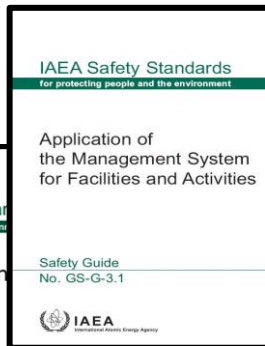 IAEA Safety Standards
for protecting people and the environment
Application of
the Management System
for Facilities and Activities
Safety Guide
No. GS-G-3.1
IAEA
International Atomic Energy Agency